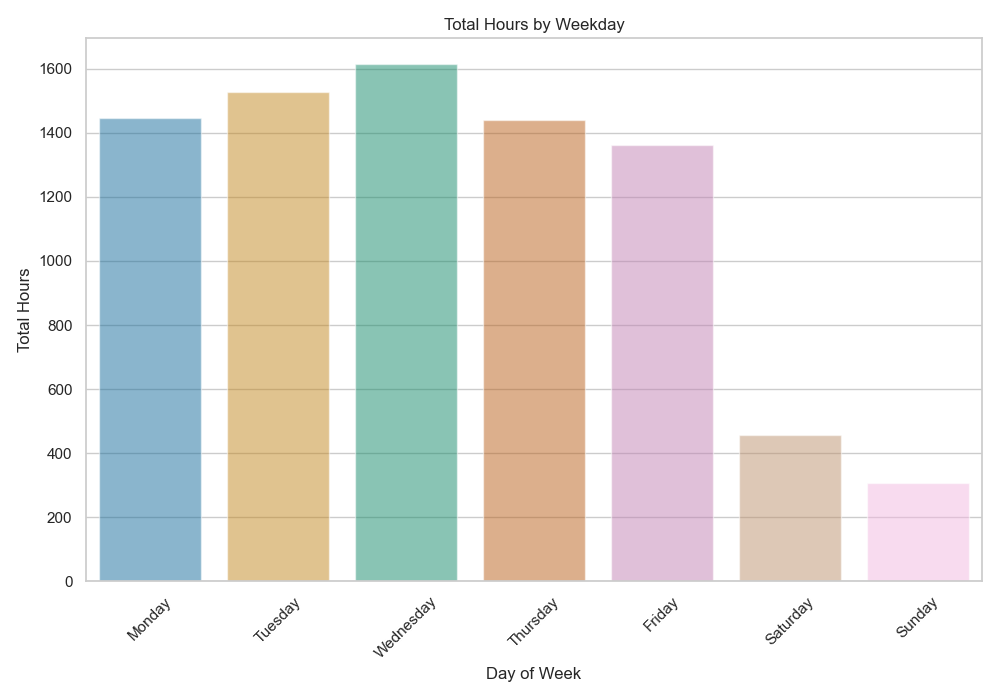 Total Hours by Weekday
Total Hours
1600
1400
1200
1000
800
600
400
200
0
Monday
Tuesday
Wednesday
Thursday
Friday
Saturday
Sunday
Day of Week